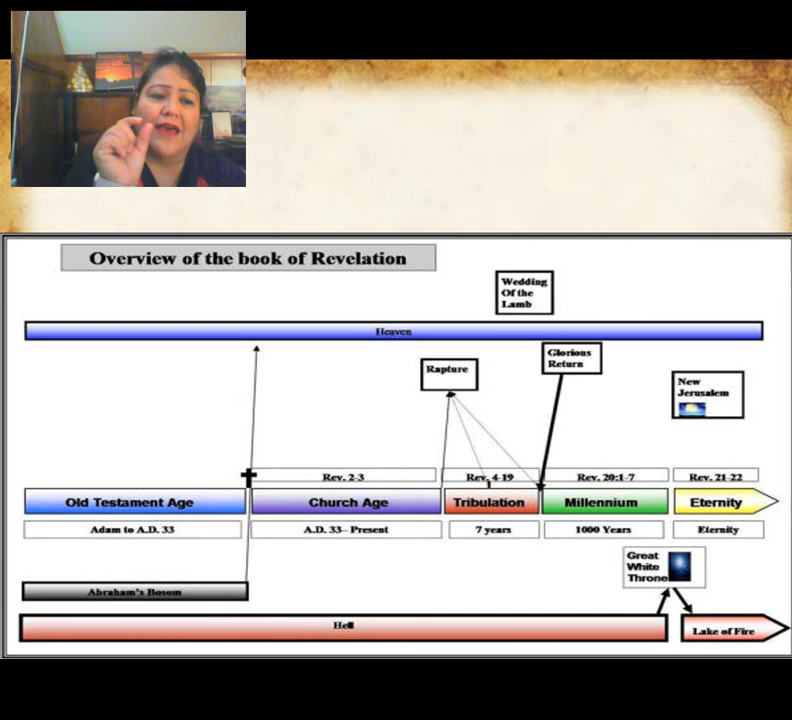 Overview of the book of Revelation
Wedding
Of the
Lamb
Heaven
Glorious
Return
Rapture
New
Jerusalem
Rev. 2-3
Rev. 4-19
Rev. 20:1-7
Rev. 21-22
Old Testament Age
Church Age
Tribulation
Millennium
Eternity
Adam to A.D. 33
A.D. 33– Present
7 years
1000 Years
Eternity
Great
White
Throne
Abraham's Bosom
Hell
Lake of Fire